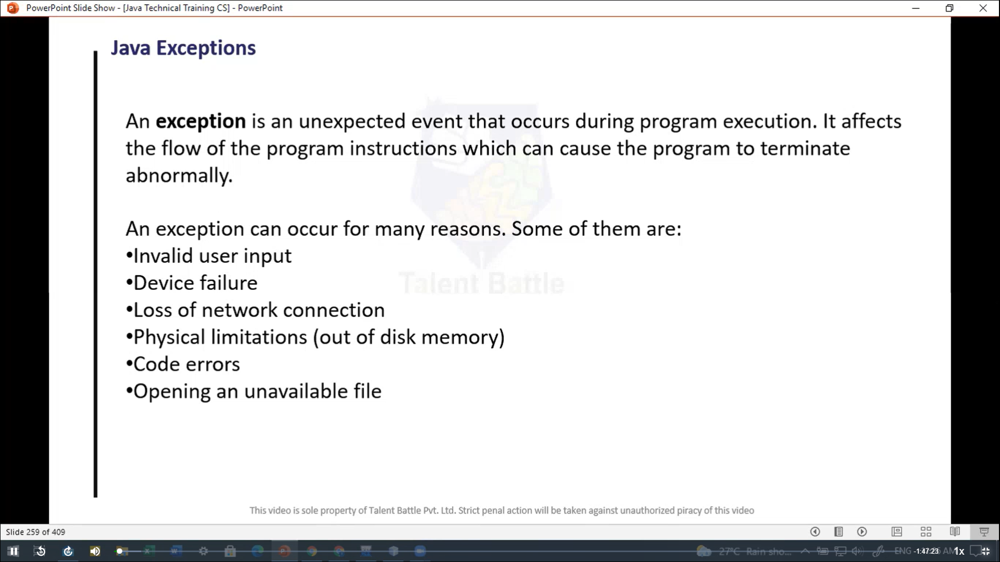 PowerPoint Slide Show - [Java Technical Training CS] - PowerPoint
Java Exceptions
An exception is an unexpected event that occurs during program execution. It affects
the flow of the program instructions which can cause the program to terminate
abnormally.
An exception can occur for many reasons. Some of them are:
•Invalid user input
•Device failure
•Loss of network connection
•Physical limitations (out of disk memory)
•Code errors
•Opening an unavailable file
Talent Battle
This video is sole property of Talent Battle Pvt. Ltd. Strict penal action will be taken against unauthorized piracy of this video
Slide 259 of 409
27°C Rain sho... ENG -1:47:23 AM 1x